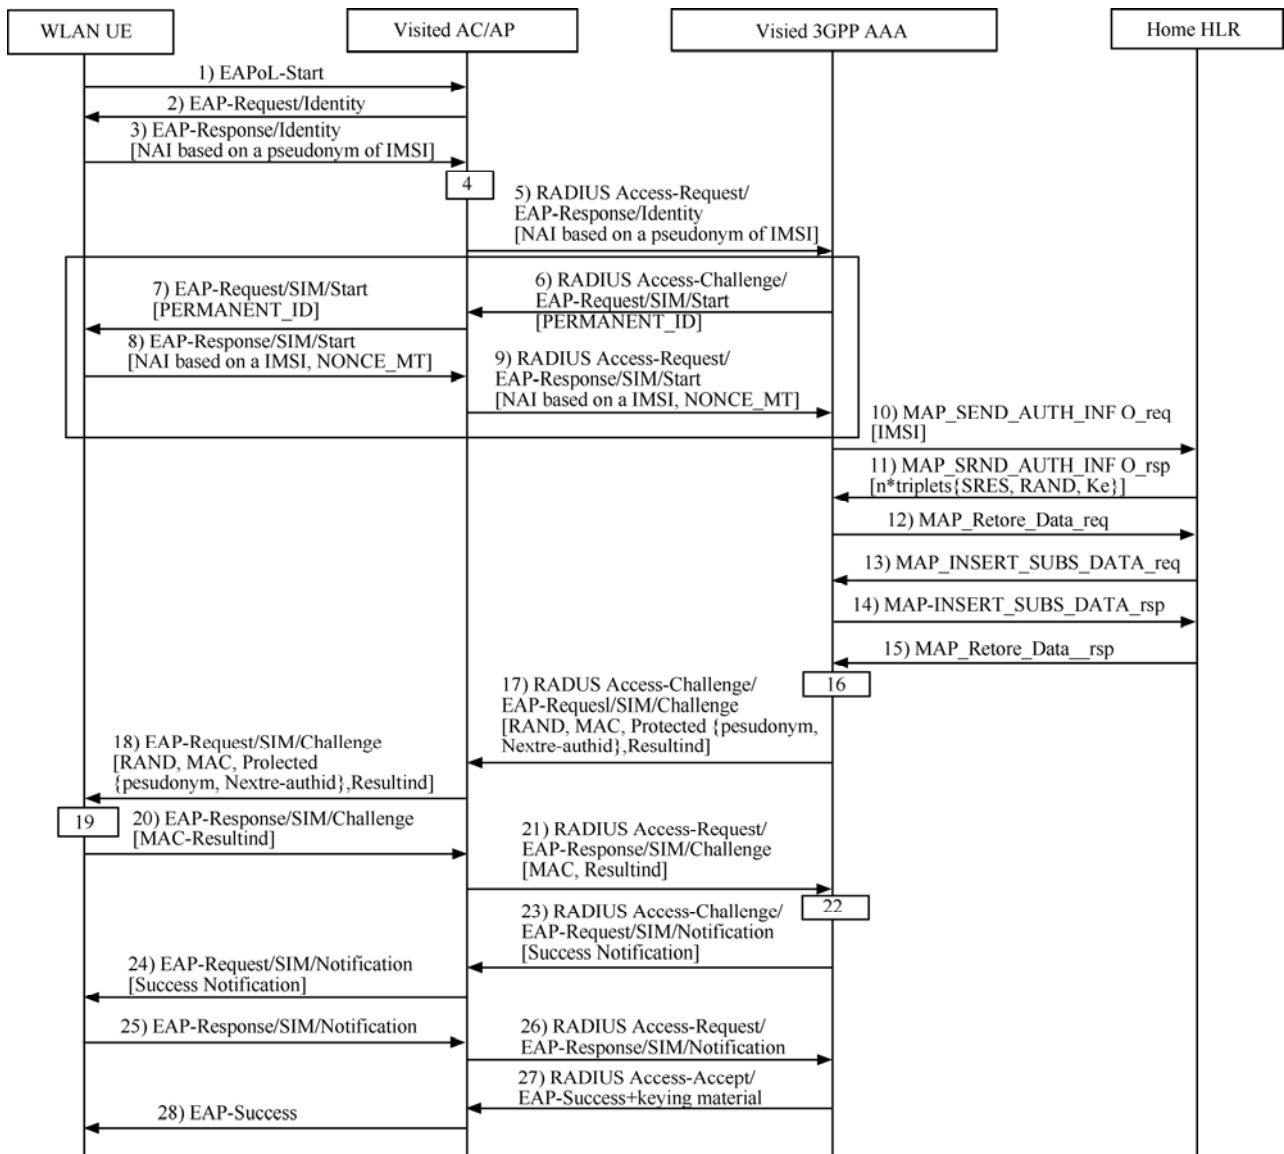 WLAN UE
Visited AC/AP
Visied 3GPP AAA
Home HLR
1) EAPoL-Start
2) EAP-Request/Identity
3) EAP-Response/Identity
[NAI based on a pseudonym of IMSI]
4
5) RADIUS Access-Request/
EAP-Response/Identity
[NAI based on a pseudonym of IMSI]
6) RADIUS Access-Challenge/
EAP-Request/SIM/Start
[PERMANENT_ID]
7) EAP-Request/SIM/Start
[PERMANENT_ID]
8) EAP-Response/SIM/Start
[NAI based on a IMSI, NONCE_MT]
9) RADIUS Access-Request/
EAP-Response/SIM/Start
[NAI based on a IMSI, NONCE_MT]
10) MAP_SEND_AUTH_INF O_req
[IMSI]
11) MAP_SRND_AUTH_INF O_rsp
[n*triplets{SRES, RAND, Ke}]
12) MAP_Retore_Data_req
13) MAP_INSERT_SUBS_DATA_req
14) MAP-INSERT_SUBS_DATA_rsp
15) MAP_Retore_Data__rsp
16
17) RADUS Access-Challenge/
EAP-Requesl/SIM/Challenge
[RAND, MAC, Protected {pesudonym,
Nextre-authid},Resultind]
18) EAP-Request/SIM/Challenge
[RAND, MAC, Prolected
{pesudonym, Nextre-authid},Resultind]
19
20) EAP-Response/SIM/Challenge
[MAC-Resultind]
21) RADIUS Access-Request/
EAP-Response/SIM/Challenge
[MAC, Resultind]
22
23) RADIUS Access-Challenge/
EAP-Request/SIM/Notification
[Success Notification]
24) EAP-Request/SIM/Notification
[Success Notification]
25) EAP-Response/SIM/Notification
26) RADIUS Access-Request/
EAP-Response/SIM/Notification
27) RADIUS Access-Accept/
EAP-Success+keying material
28) EAP-Success